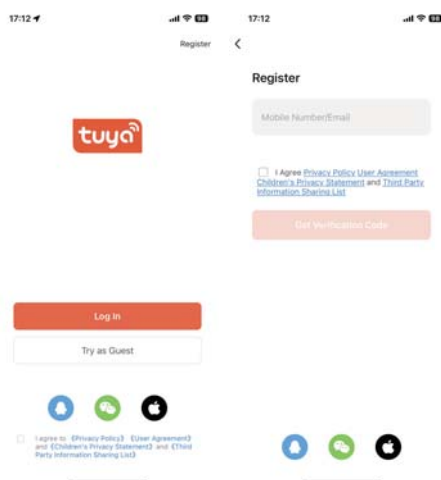 17:12
98
Register
tuya
Log In
Try as Guest
I agree to 《Privacy Policy》 《User Agreement》
and 《Children's Privacy Statement》 and 《Third
Party Information Sharing List》
17:12
98
Register
Mobile Number/Email
I Agree Privacy Policy User Agreement
Children's Privacy Statement and Third Party
Information Sharing List
Get Verification Code